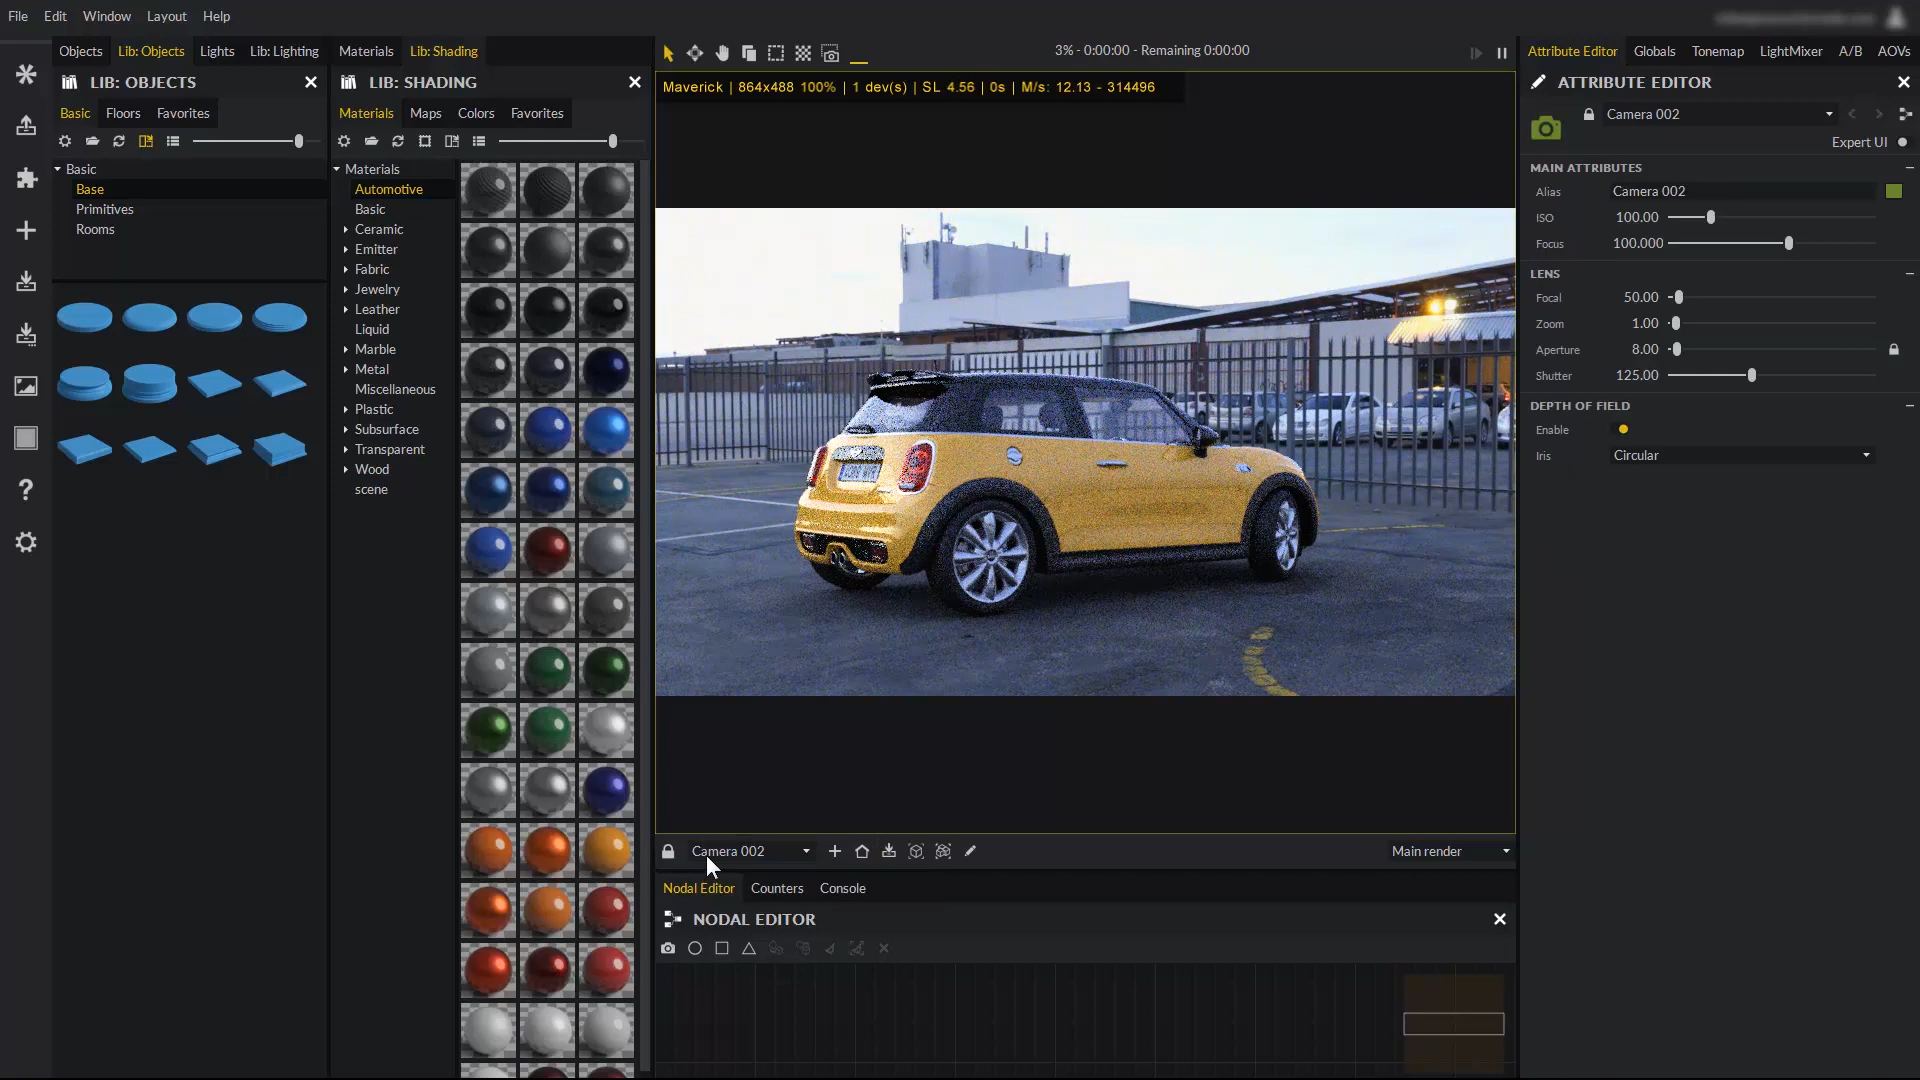 File Edit Window Layout Help
Objects Lib: Objects Lights Lib: Lighting
LIB: OBJECTS
Basic Floors Favorites
Basic
Base
Primitives
Rooms
Materials Lib: Shading
LIB: SHADING
Materials Maps Colors Favorites
Materials
Automotive
Basic
Ceramic
Emitter
Fabric
Jewelry
Leather
Liquid
Marble
Metal
Miscellaneous
Plastic
Subsurface
Transparent
Wood
scene
3% - 0:00:00 - Remaining 0:00:00
Maverick | 864x488 100% | 1 dev(s) | SL 4.56 | 0s | M/s: 12.13 - 314496
Camera 002
Main render
Nodal Editor Counters Console
NODAL EDITOR
Attribute Editor Globals Tonemap LightMixer A/B AOVs
ATTRIBUTE EDITOR
Camera 002
Expert UI
MAIN ATTRIBUTES
Alias Camera 002
ISO 100.00
Focus 100.000
LENS
Focal 50.00
Zoom 1.00
Aperture 8.00
Shutter 125.00
DEPTH OF FIELD
Enable
Iris Circular